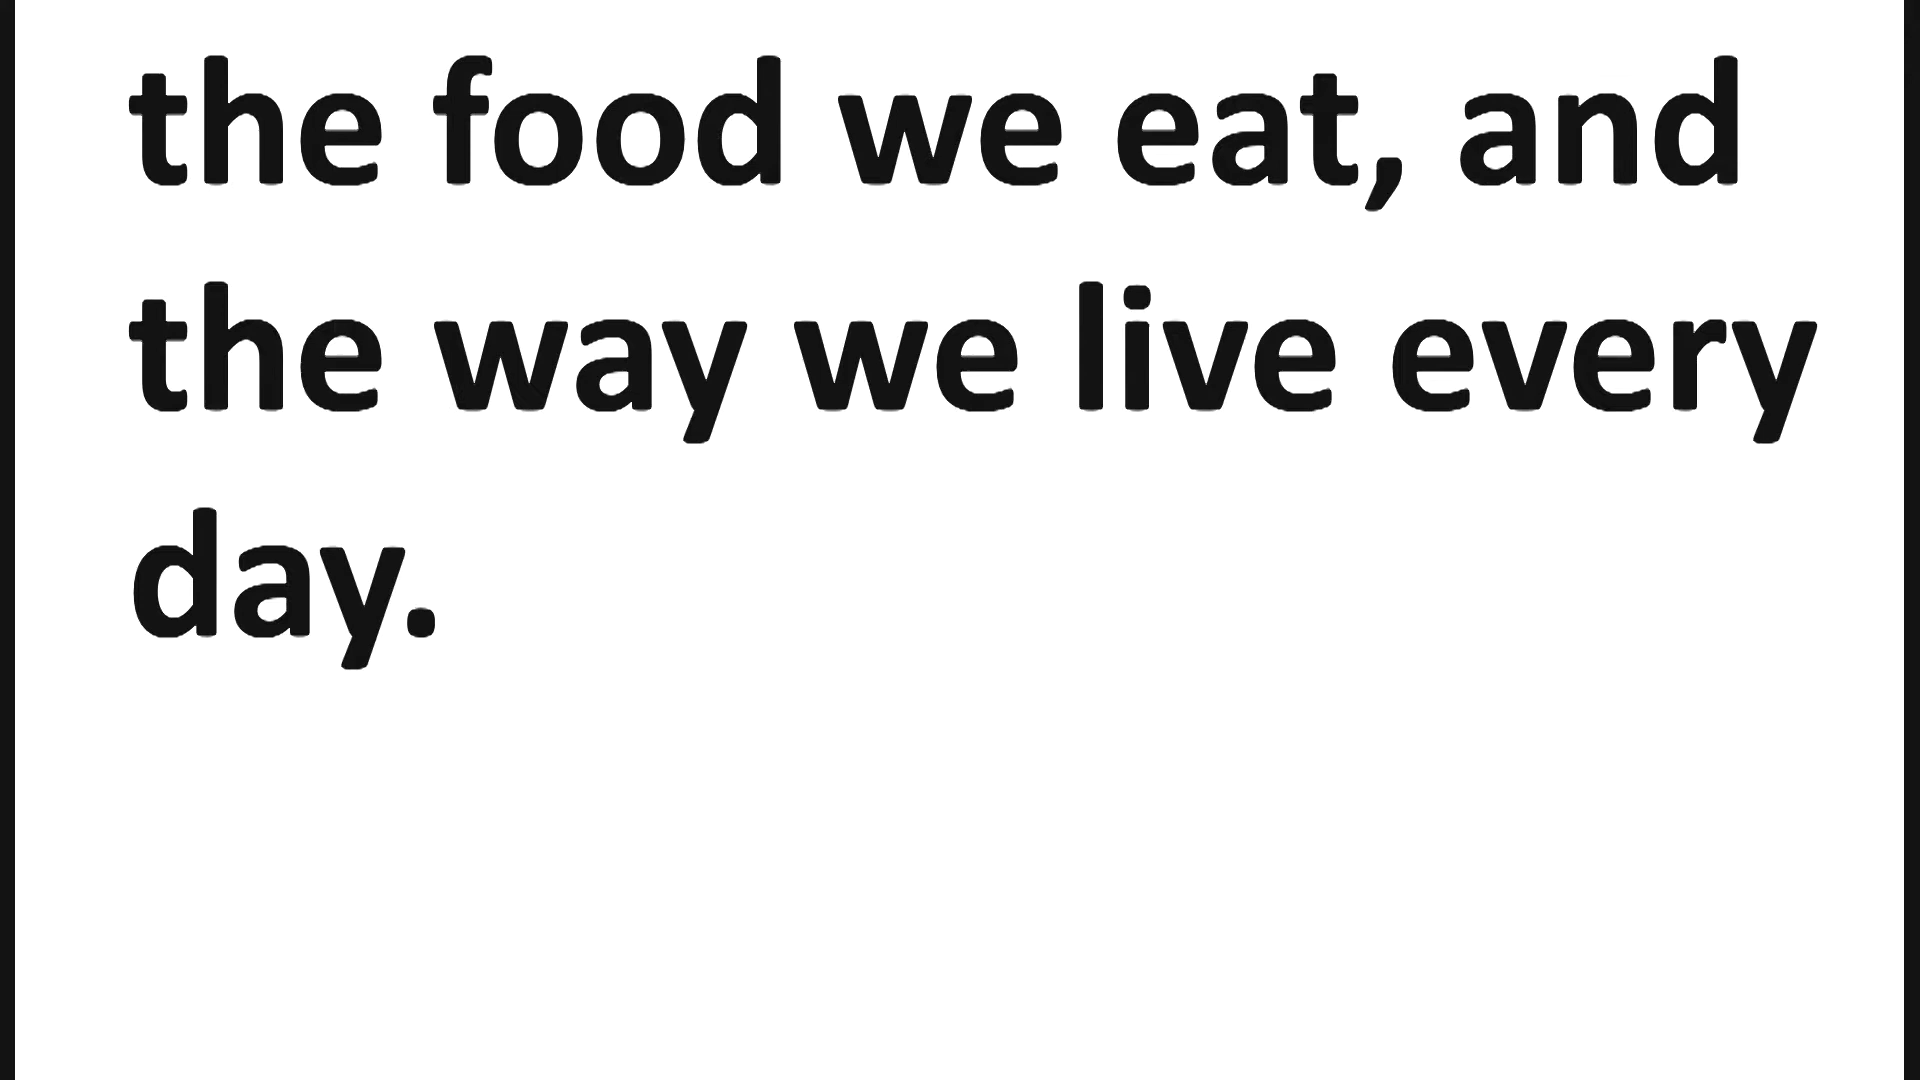 the food we eat, and
the way we live every
day.